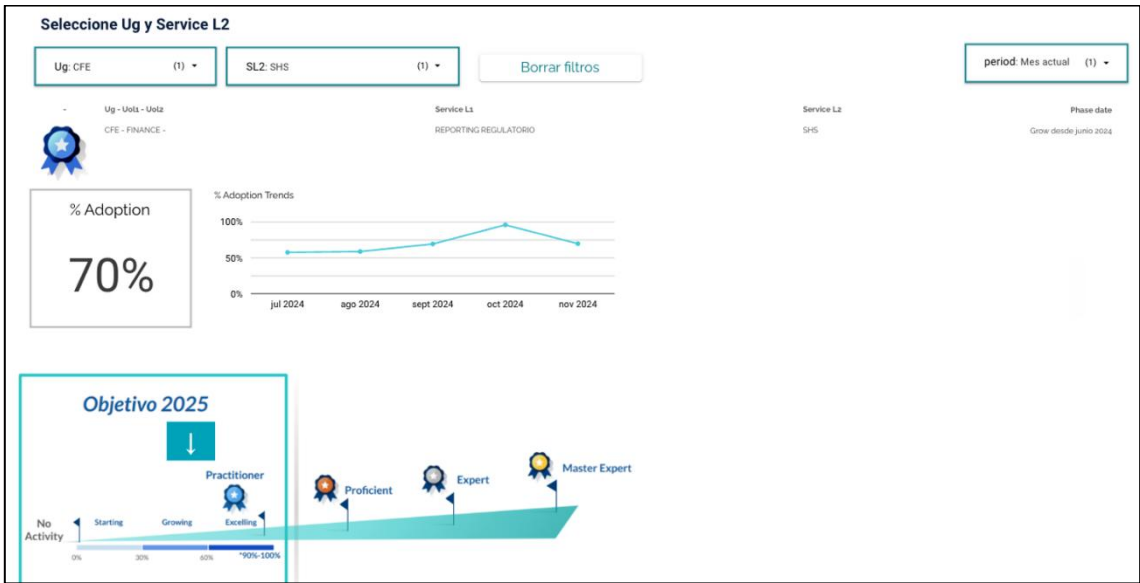 Seleccione Ug y Service L2
Ug: CFE (1)
SL2: SHS (1)
Borrar filtros
period: Mes actual (1)
- Ug - Uol1 - Uol2 Service L1 Service L2 Phase date
CFE - FINANCE - REPORTING REGULATORIO SHS Grow desde junio 2024
% Adoption
70%
% Adoption Trends
100%
50%
0%
jul 2024 ago 2024 sept 2024 oct 2024 nov 2024
Objetivo 2025
↓
Practitioner
Proficient
Expert
Master Expert
No
Activity
Starting Growing Excelling
0% 30% 60% *90%-100%